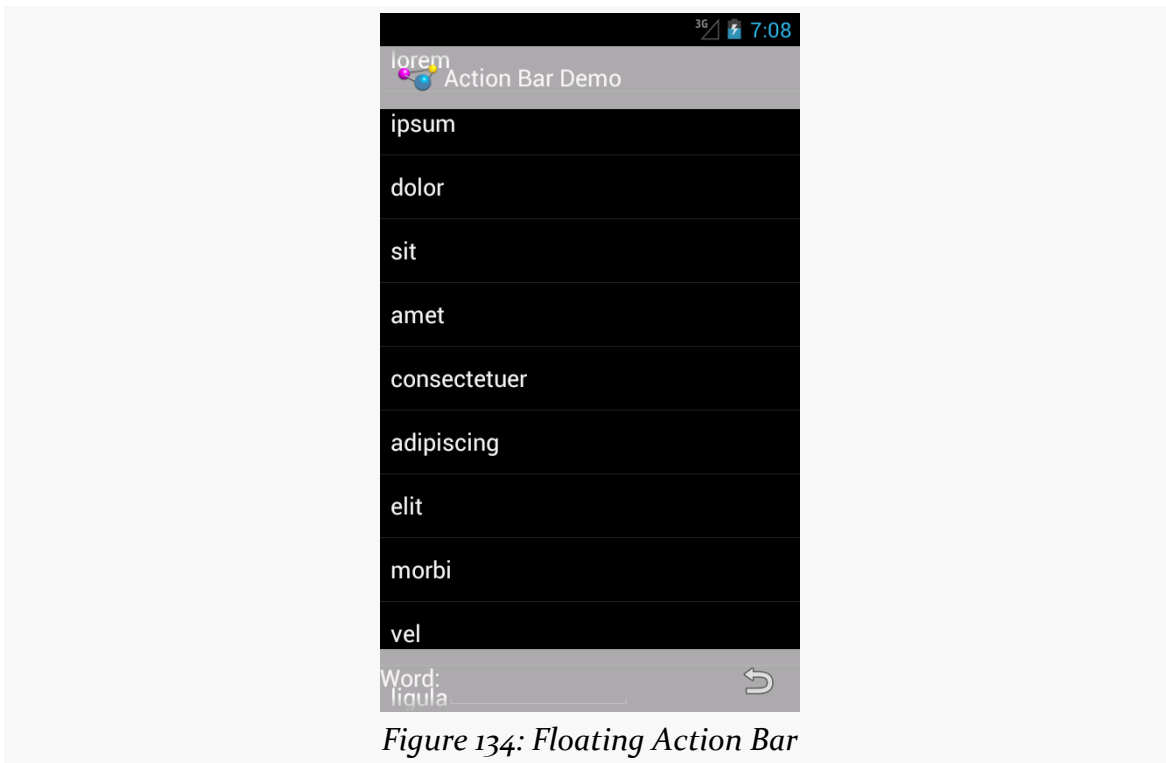 3G 7:08
lorem
Action Bar Demo
ipsum
dolor
sit
amet
consectetuer
adipiscing
elit
morbi
vel
Word:
ligula
Figure 134: Floating Action Bar